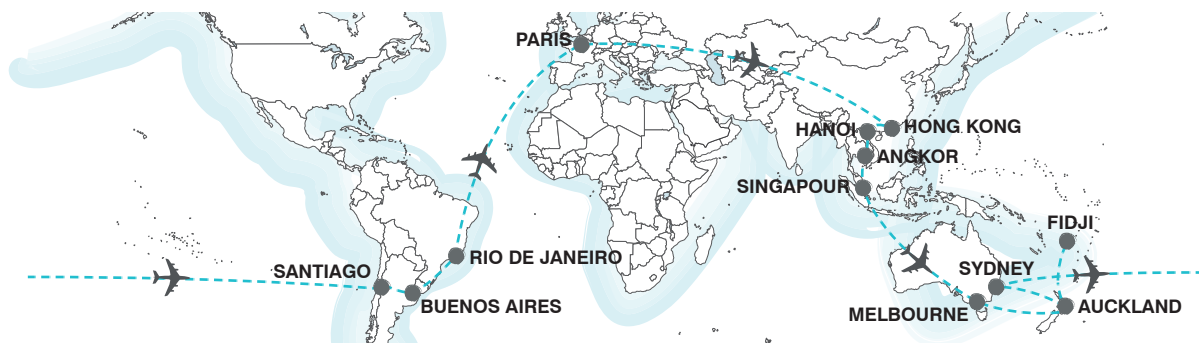 PARIS
HANOI
HONG KONG
ANGKOR
SINGAPOUR
FIDJI
RIO DE JANEIRO
SANTIAGO
SYDNEY
BUENOS AIRES
MELBOURNE
AUCKLAND